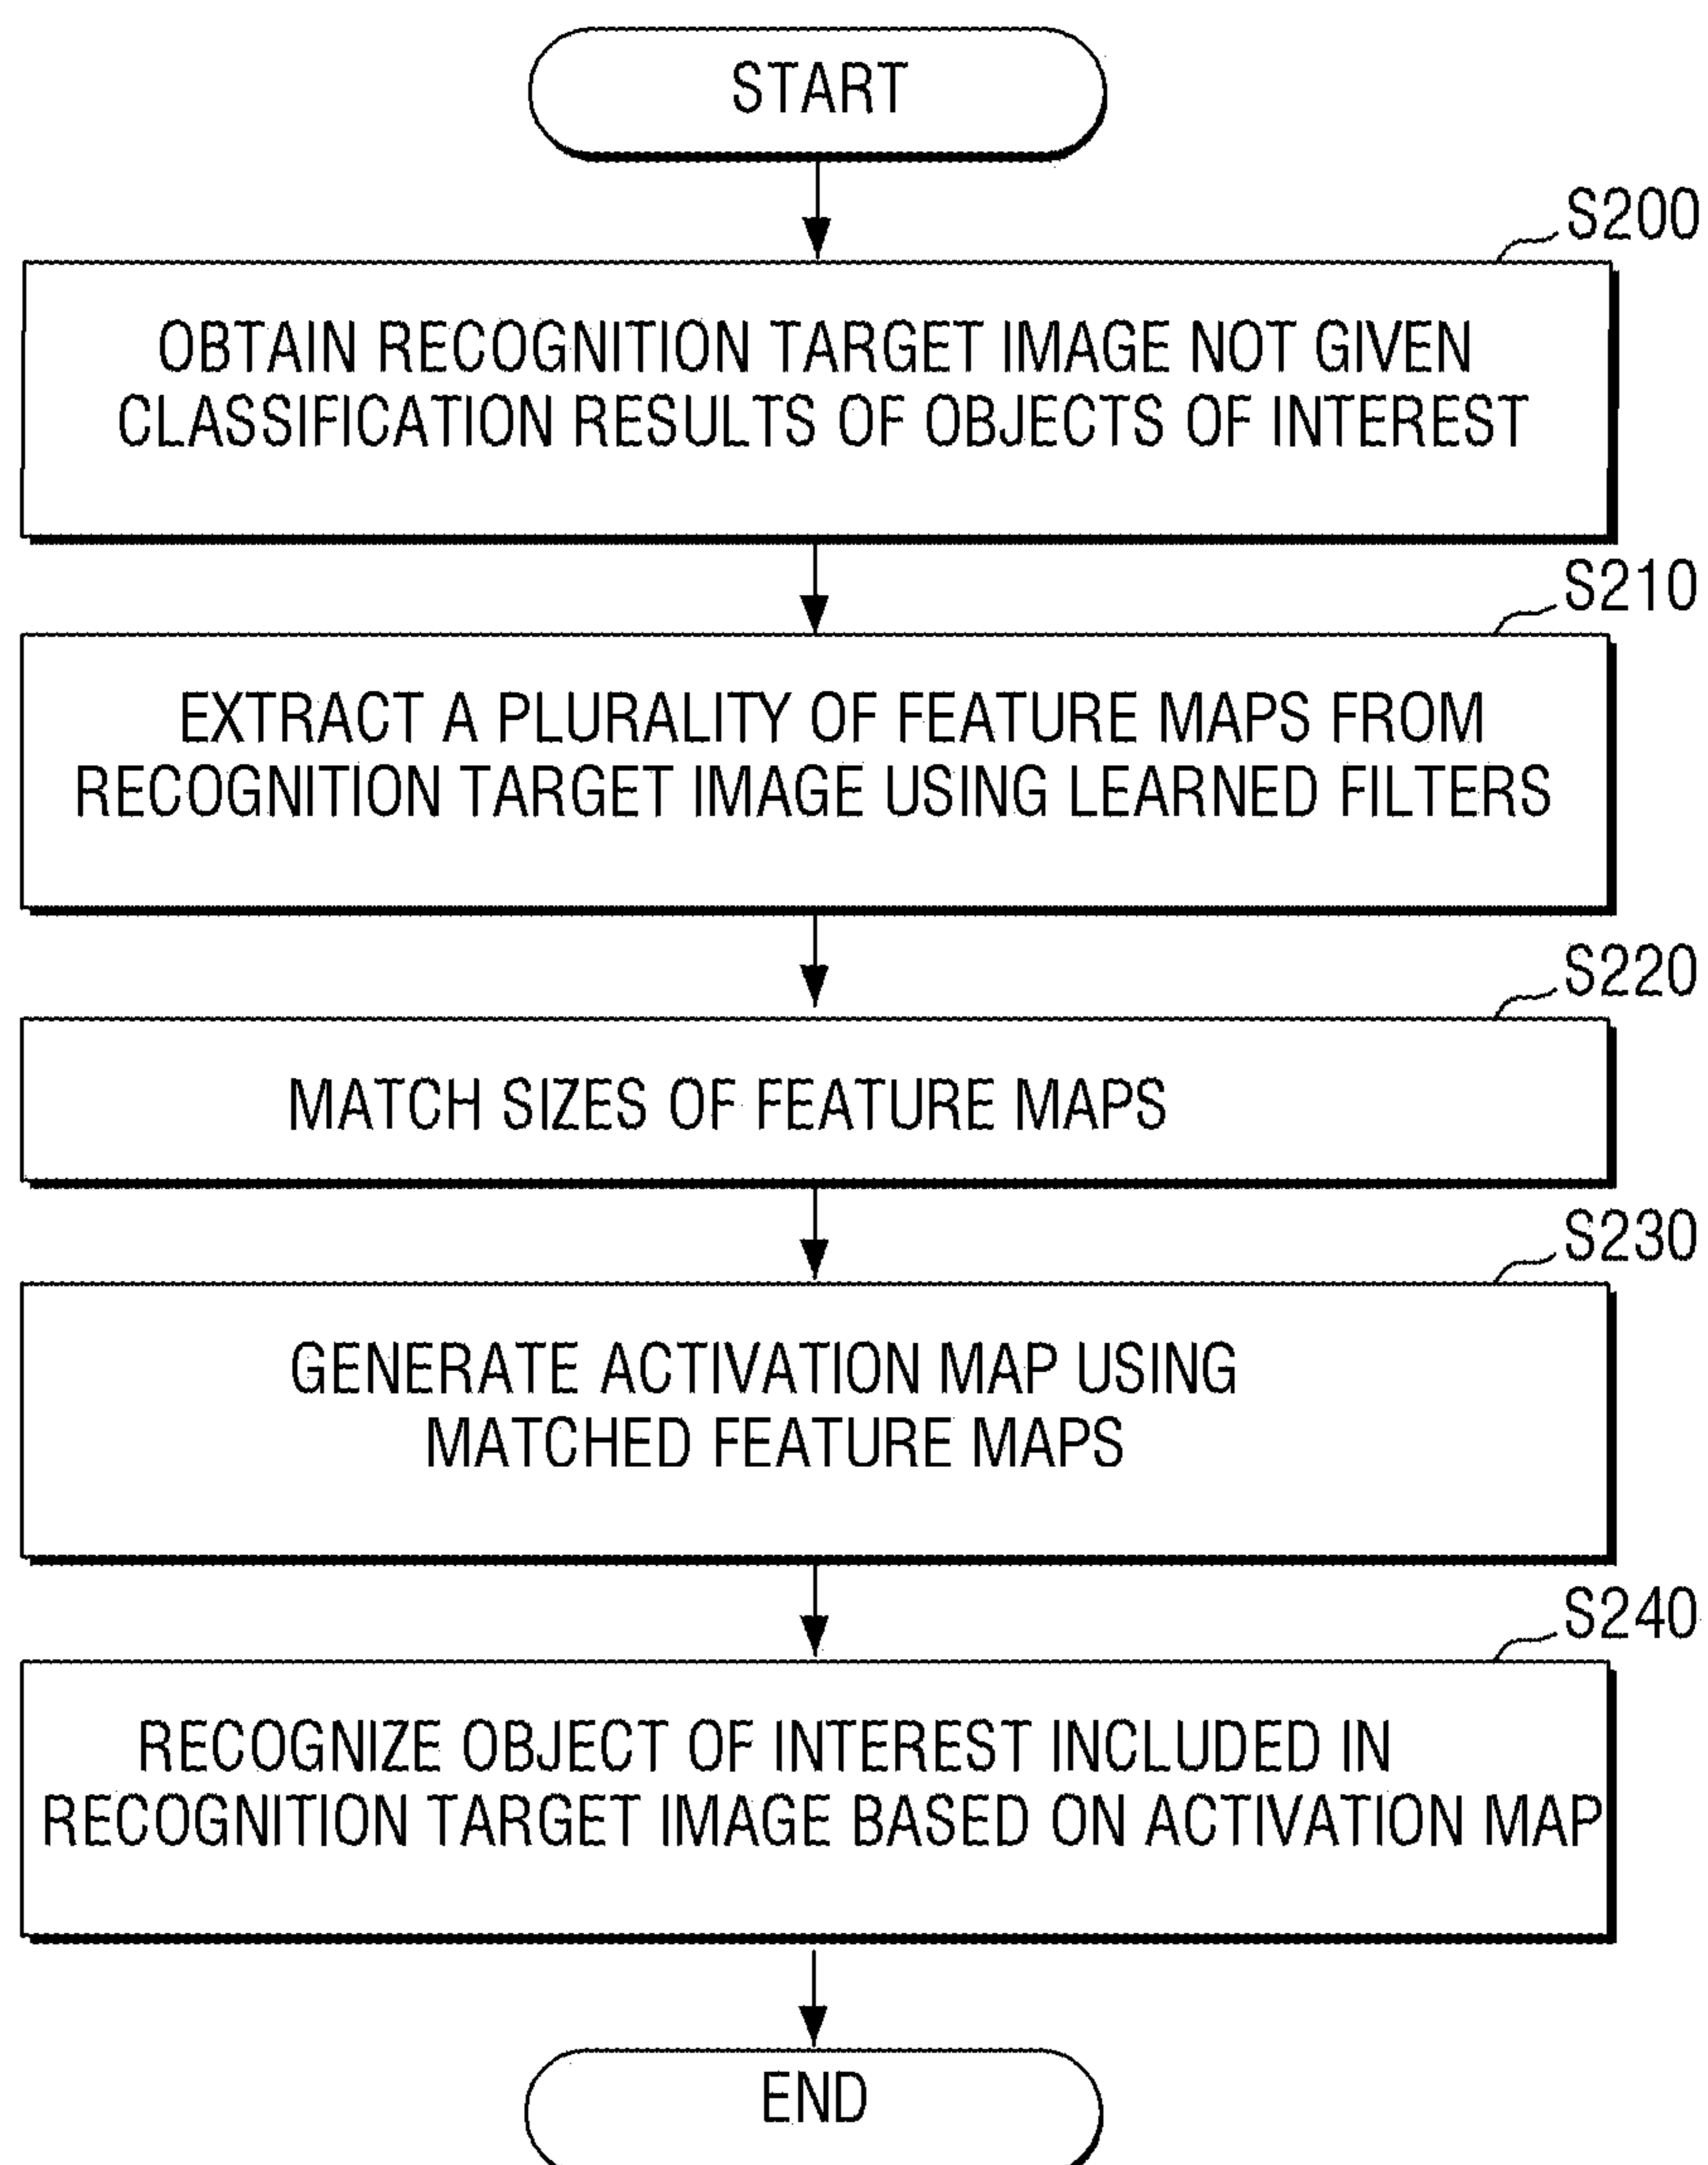 START
S200
OBTAIN RECOGNITION TARGET IMAGE NOT GIVEN
CLASSIFICATION RESULTS OF OBJECTS OF INTEREST
S210
EXTRACT A PLURALITY OF FEATURE MAPS FROM
RECOGNITION TARGET IMAGE USING LEARNED FILTERS
S220
MATCH SIZES OF FEATURE MAPS
S230
GENERATE ACTIVATION MAP USING
MATCHED FEATURE MAPS
S240
RECOGNIZE OBJECT OF INTEREST INCLUDED IN
RECOGNITION TARGET IMAGE BASED ON ACTIVATION MAP
END